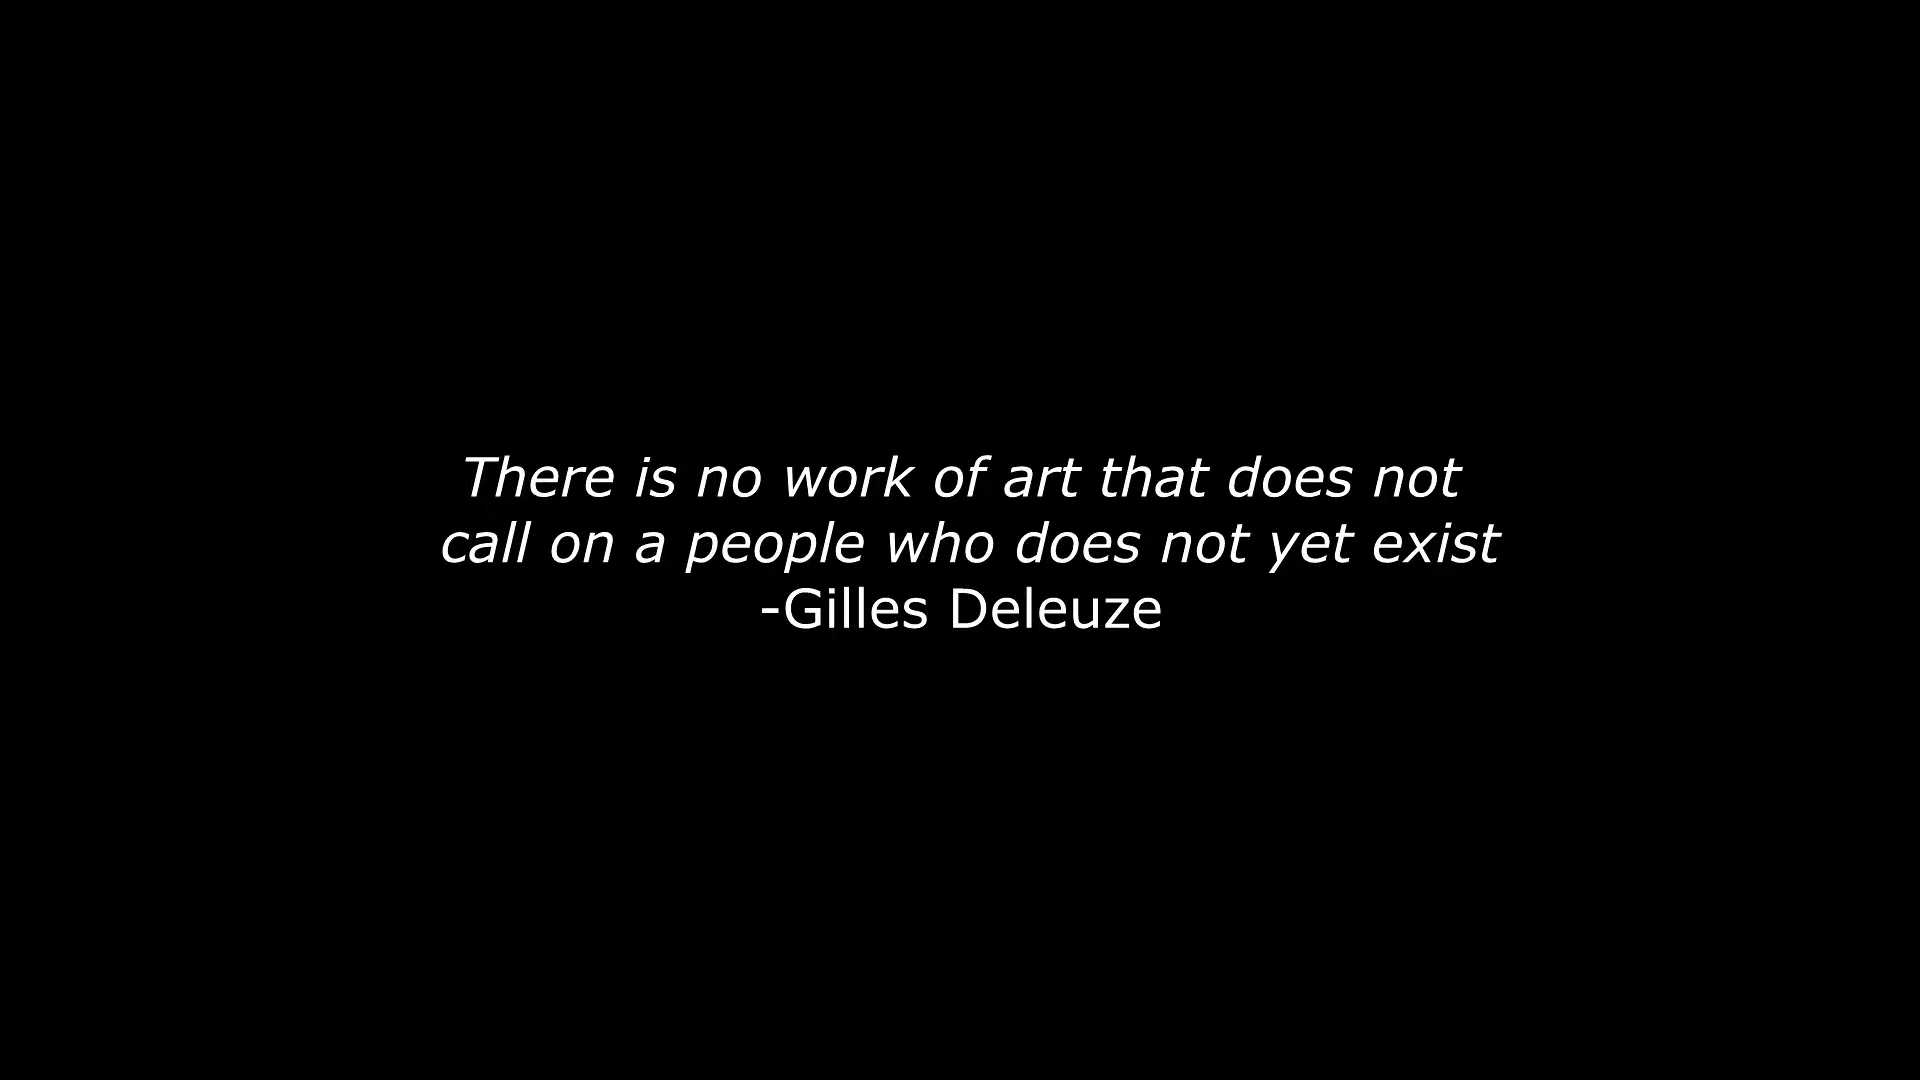 There is no work of art that does not
call on a people who does not yet exist
-Gilles Deleuze